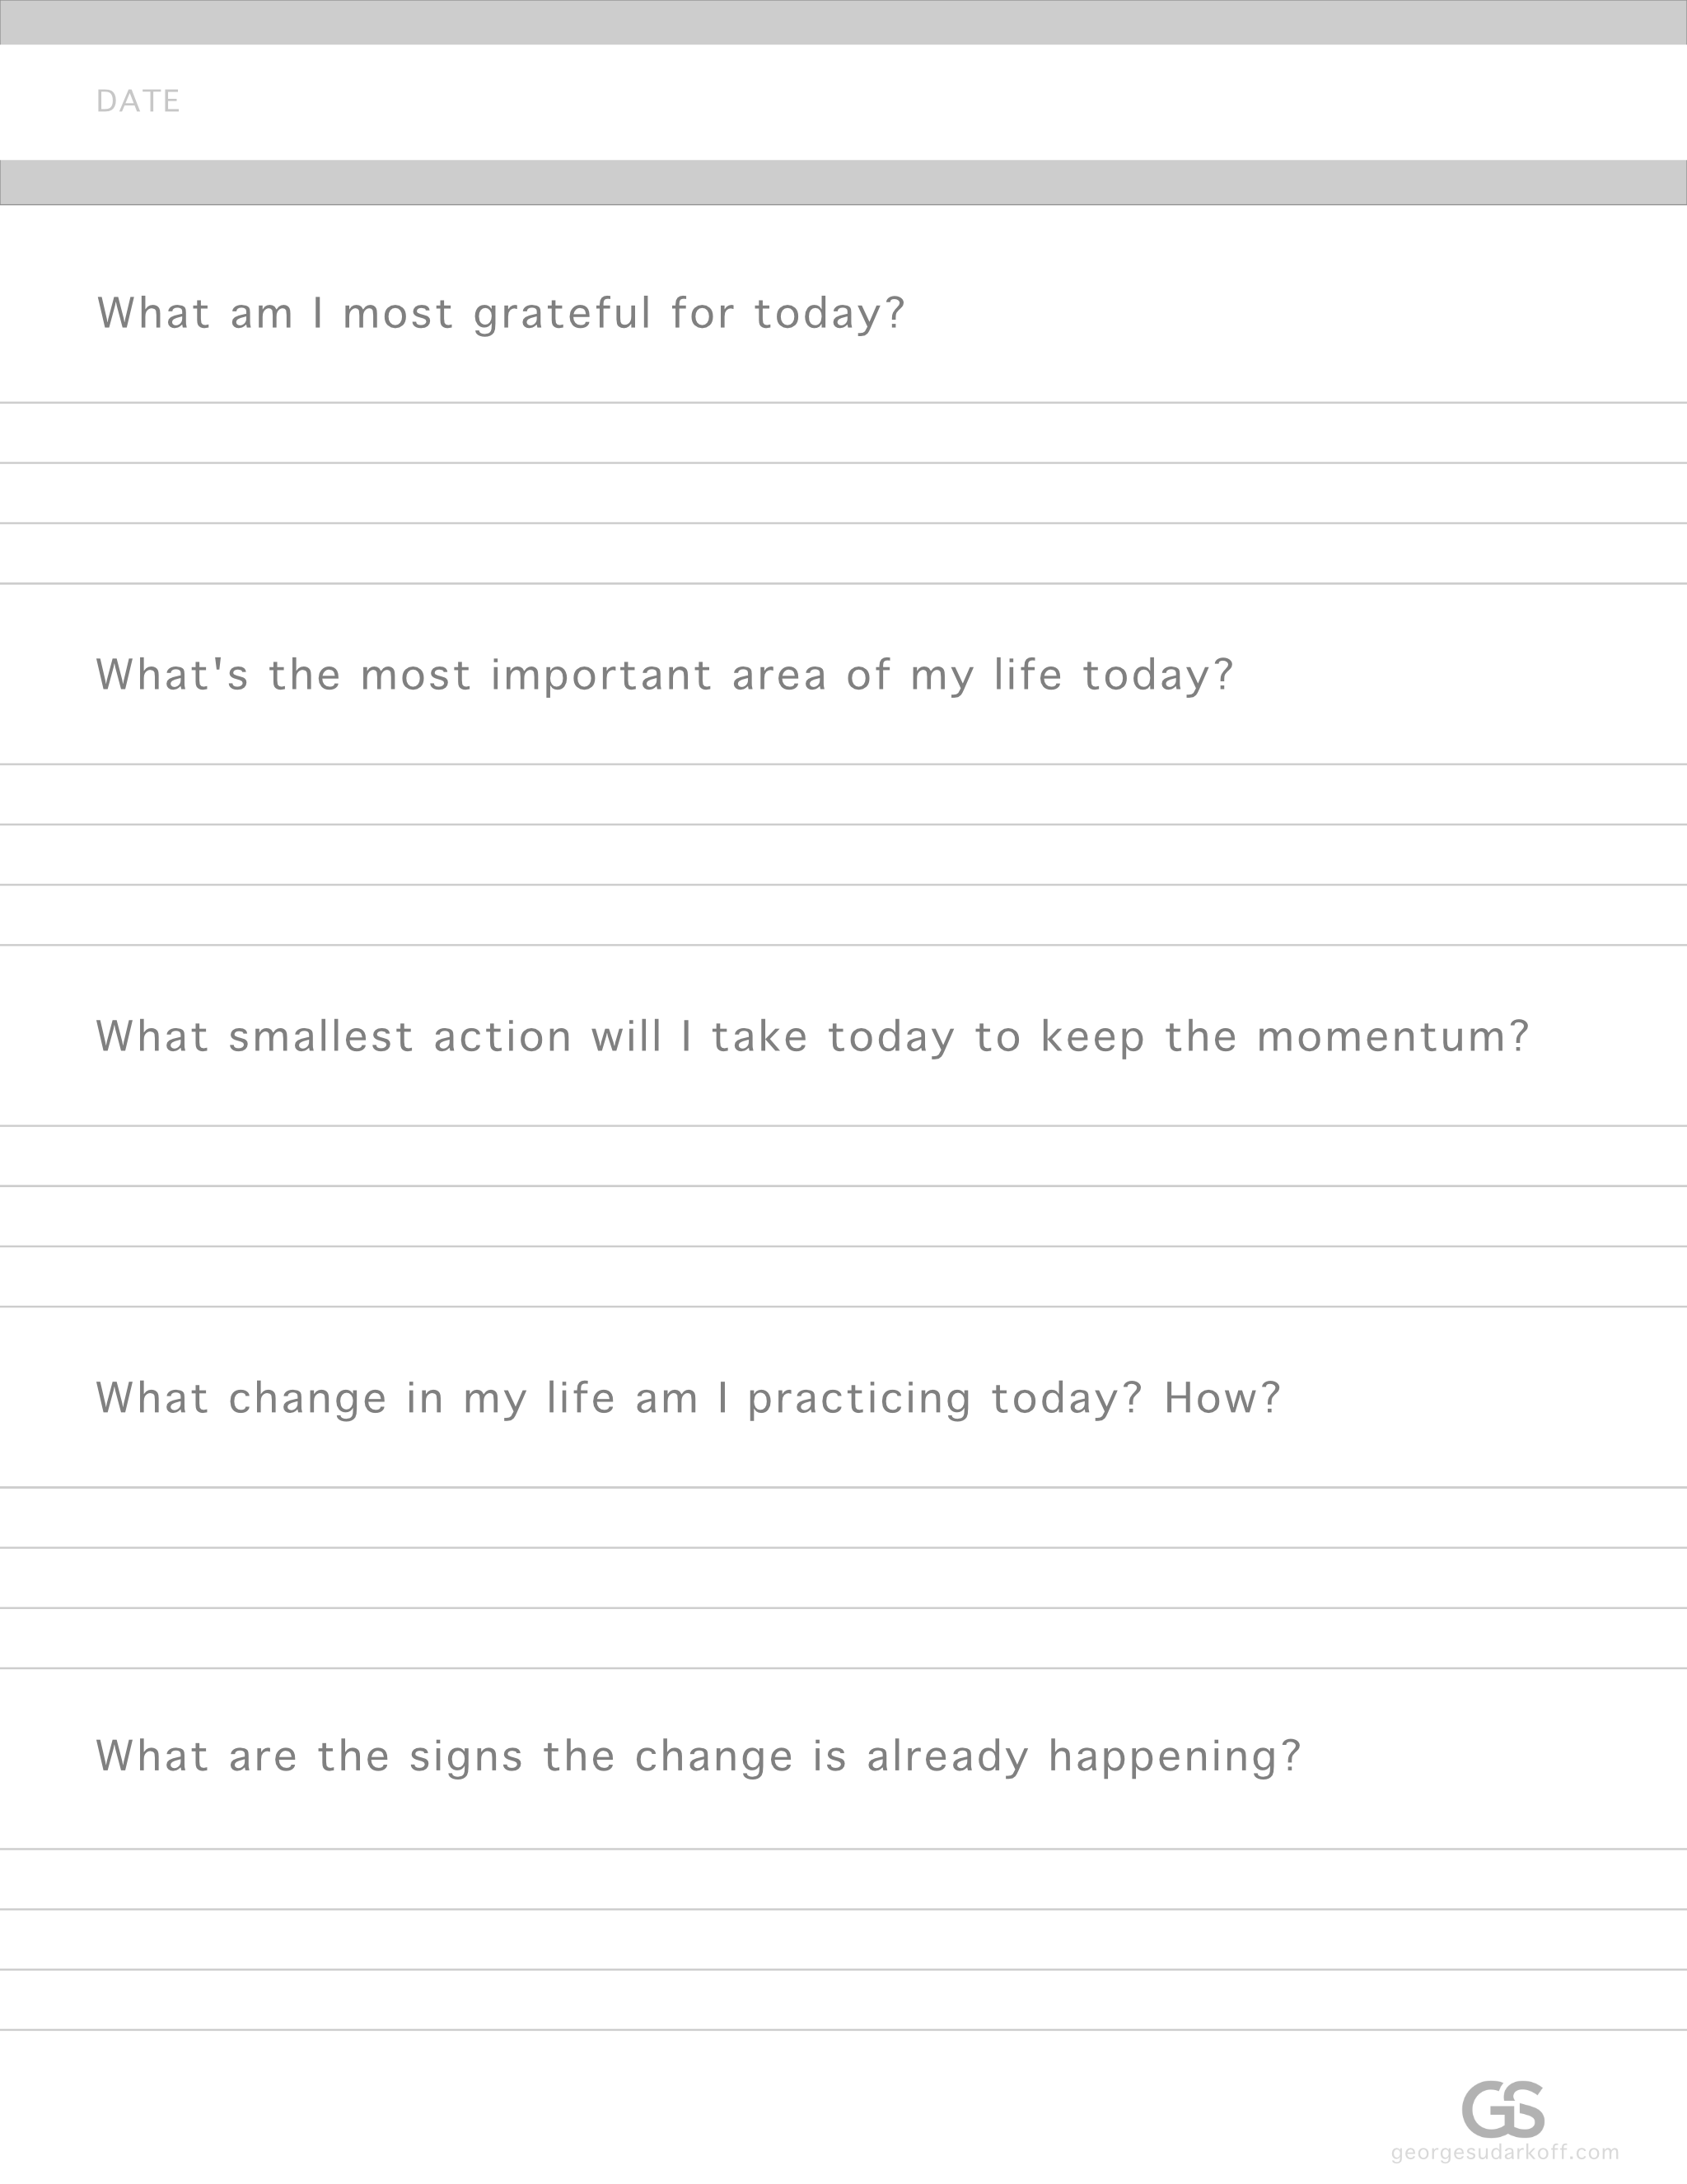 DATE
What am I most grateful for today?
What's the most important area of my life today?
What smallest action will I take today to keep the momentum?
What change in my life am I practicing today? How?
What are the signs the change is already happening?
GS
georgesudarkoff.com